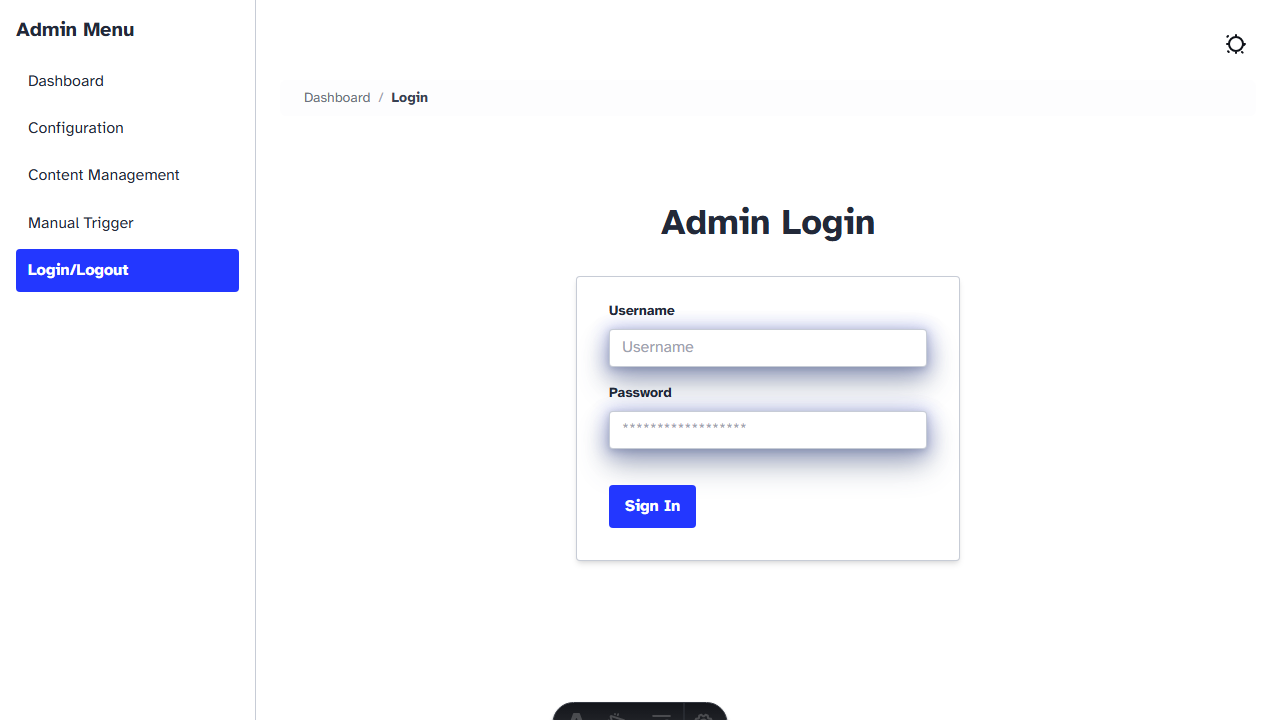 Admin Menu
Dashboard
Configuration
Content Management
Manual Trigger
Login/Logout
Dashboard / Login
Admin Login
Username
Username
Password
******************
Sign In